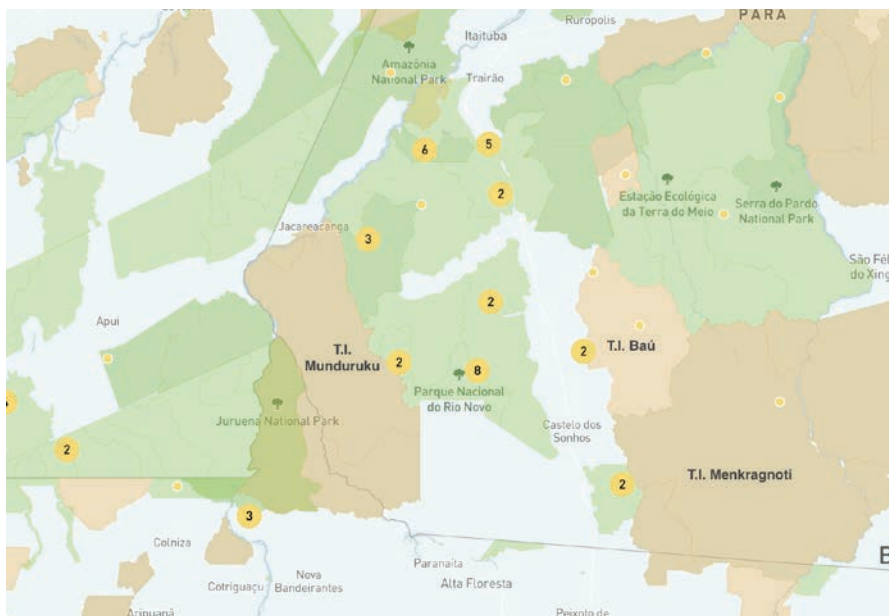 PARÁ
Ruropolis
Itaituba
Amazônia
National Park
Trairão
6
5
2
Estação Ecológica
da Terra do Meio
Serra do Pardo
National Park
Jacareacanga
3
São Fél
do Xing
2
Apui
T.I.
Munduruku
2
8
2
T.I. Baú
Parque Nacional
do Rio Novo
Juruena National Park
Castelo dos
Sonhos
2
T.I. Menkragnoti
2
3
Colniza
Paranaíta
Nova
Bandeirantes
Cotriguaçu
Alta Floresta
Aripuanã
Peixoto de